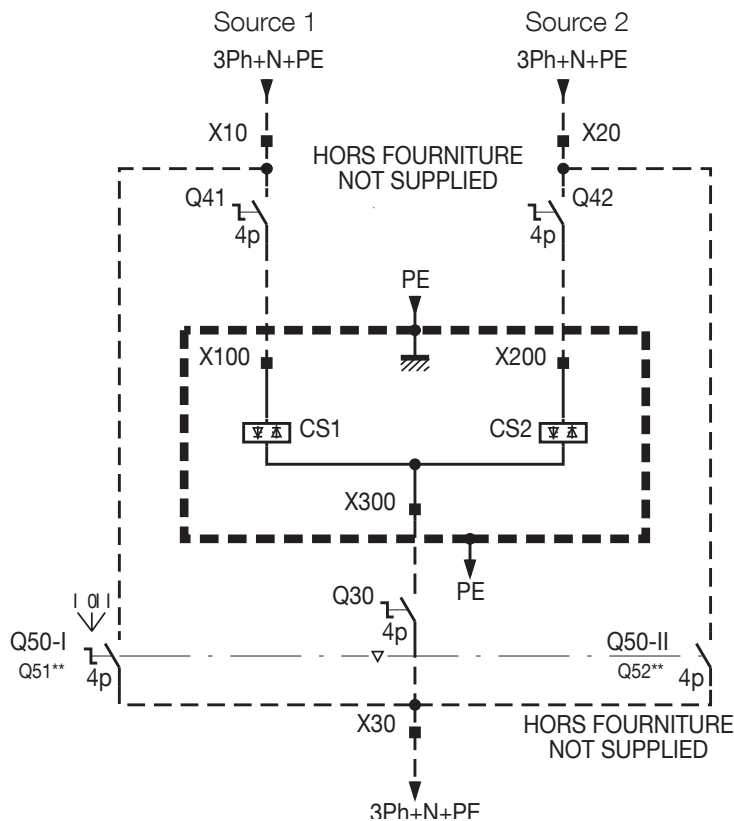 Source 1
Source 2
3Ph+N+PE
3Ph+N+PE
X10
X20
HORS FOURNITURE
NOT SUPPLIED
Q41
4p
Q42
4p
PE
X100
X200
CS1
CS2
X300
PE
Q30
4p
I 0 II
Q50-I
Q51**
4p
Q50-II
Q52**
4p
X30
HORS FOURNITURE
NOT SUPPLIED
3Ph+N+PE